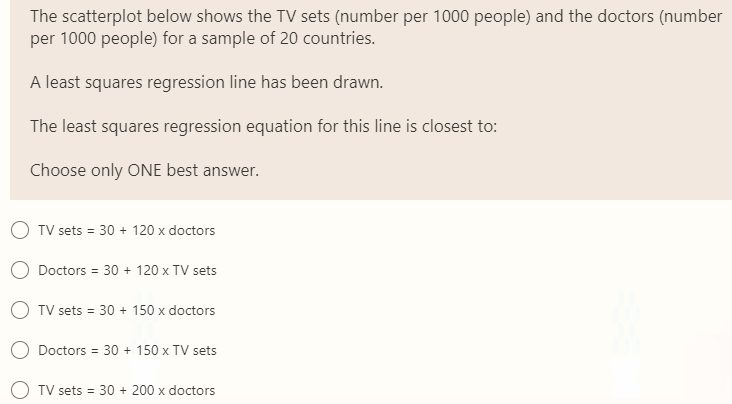 The scatterplot below shows the TV sets (number per 1000 people) and the doctors (number
per 1000 people) for a sample of 20 countries.
A least squares regression line has been drawn.
The least squares regression equation for this line is closest to:
Choose only ONE best answer.
TV sets = 30 + 120 x doctors
Doctors = 30 + 120 x TV sets
TV sets = 30 + 150 x doctors
Doctors = 30 + 150 x TV sets
TV sets = 30 + 200 x doctors